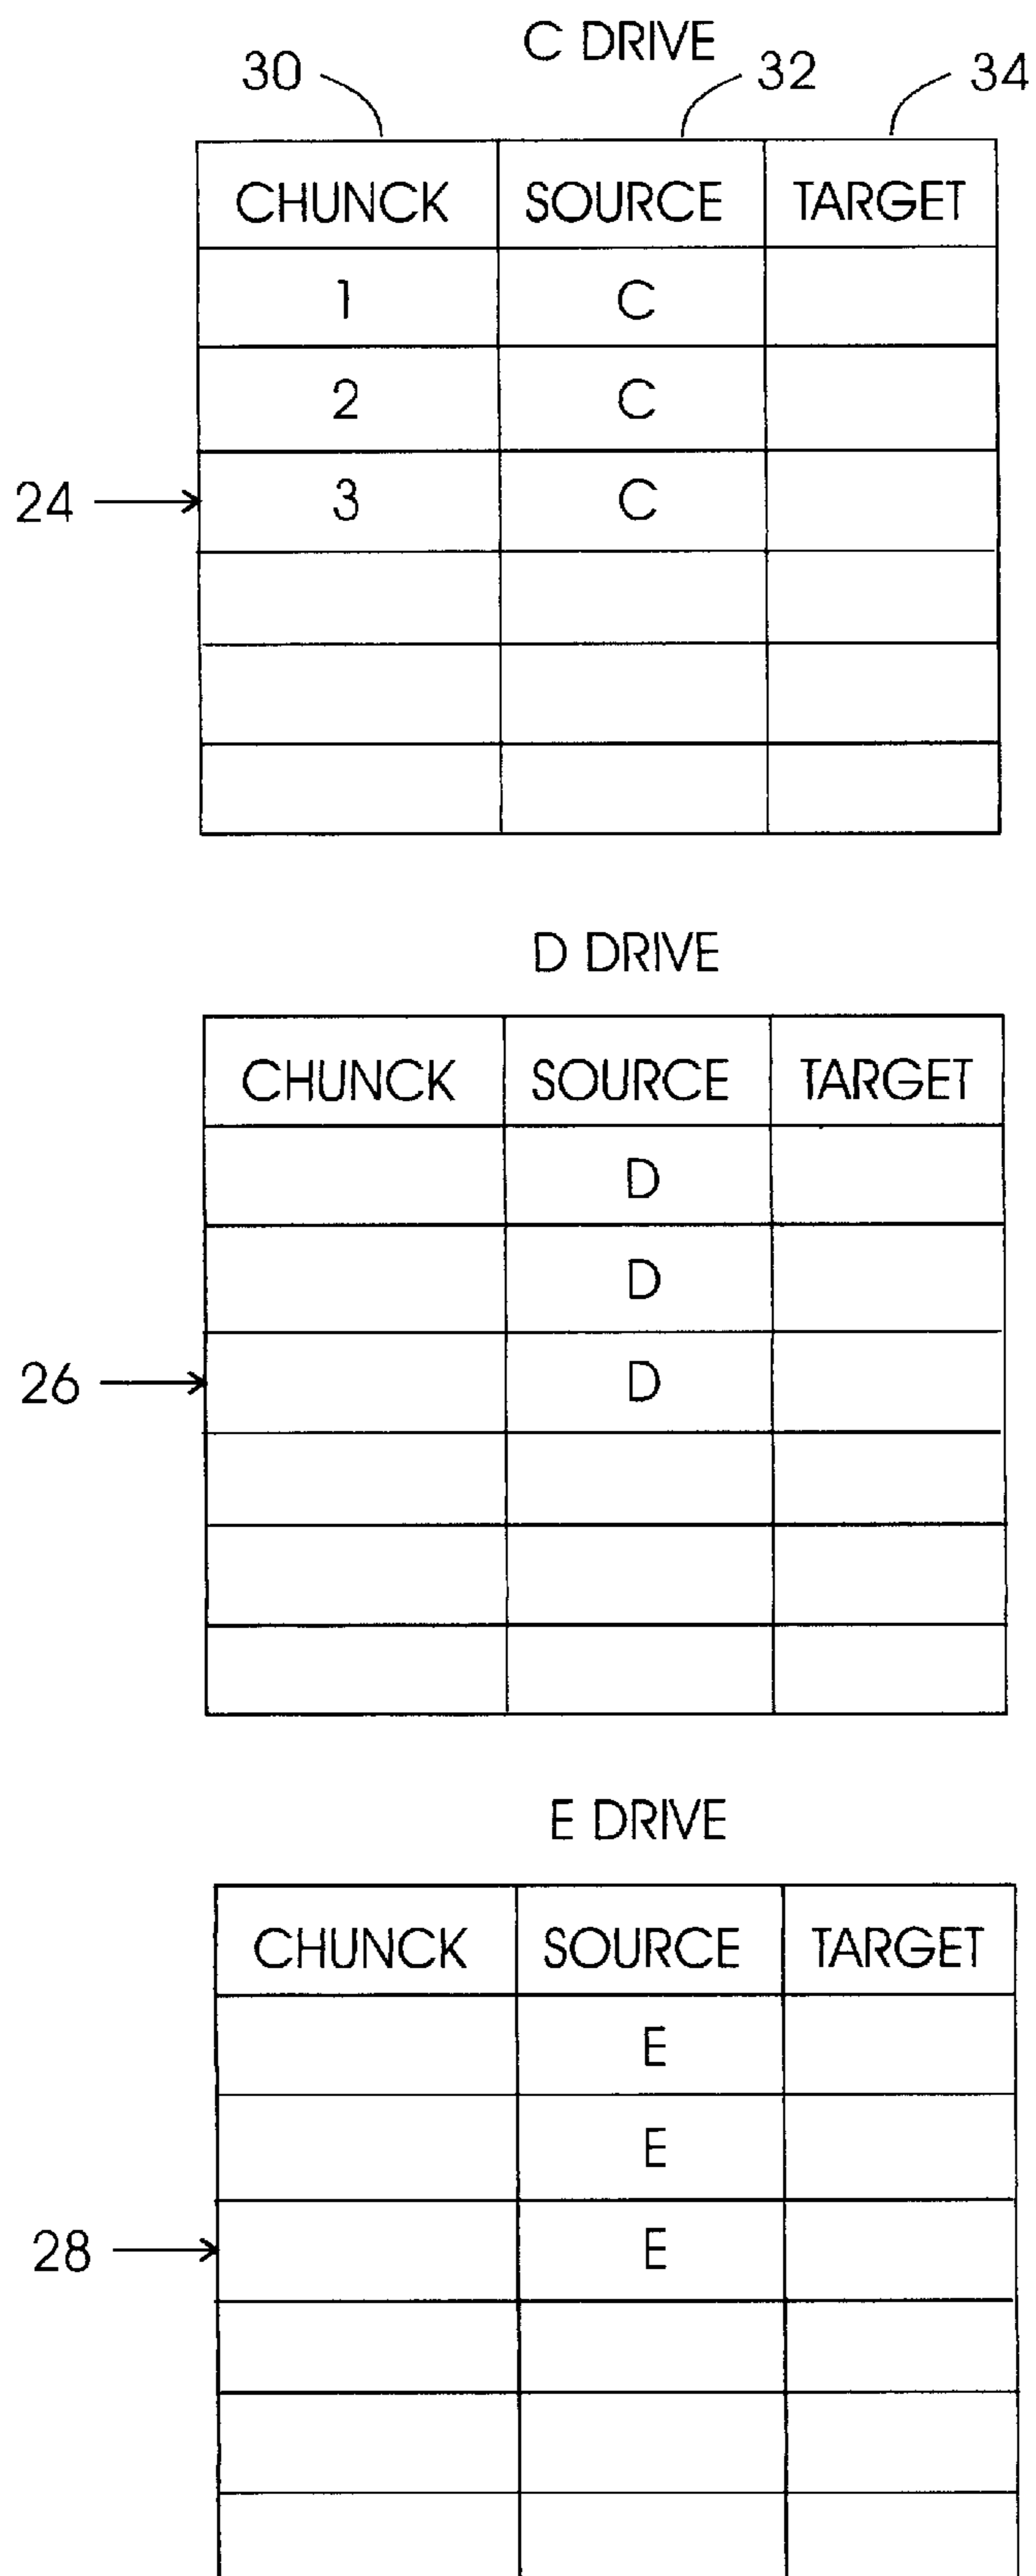 C DRIVE
30 32 34
CHUNCK SOURCE TARGET
1 C
2 C
24 3 C
D DRIVE
CHUNCK SOURCE TARGET
D
D
26 D
E DRIVE
CHUNCK SOURCE TARGET
E
E
28 E